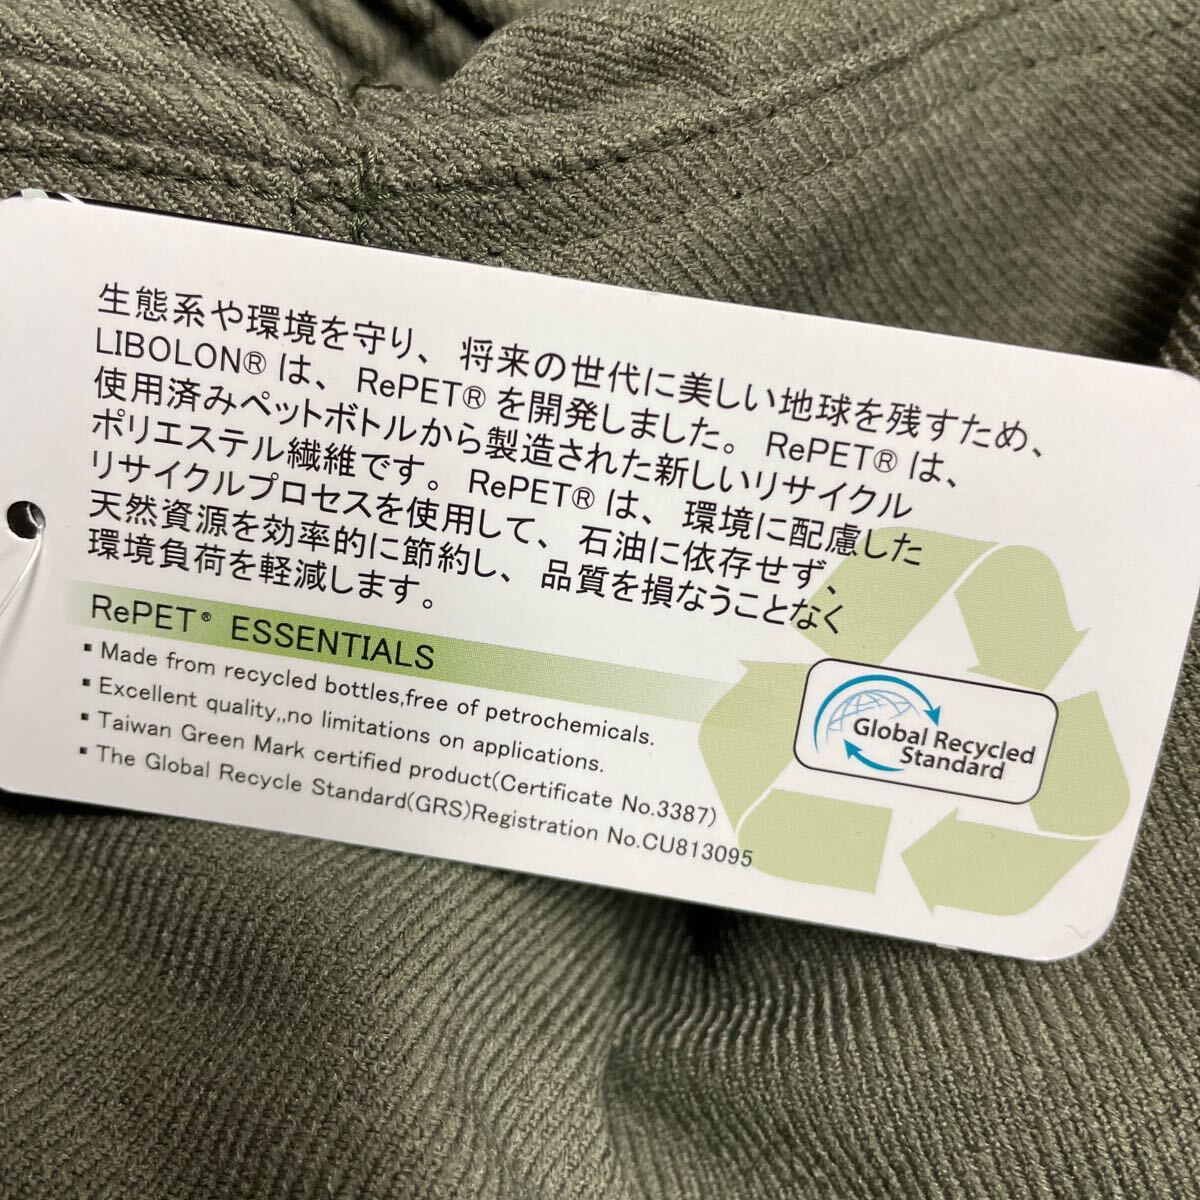 生態系や環境を守り、将来の世代に美しい地球を残すため、
LIBOLON® は、RePET® を開発しました。RePET® は、
使用済みペットボトルから製造された新しいリサイクル
ポリエステル繊維です。RePET® は、環境に配慮した
リサイクルプロセスを使用して、石油に依存せず、
天然資源を効率的に節約し、品質を損なうことなく
環境負荷を軽減します。
RePET® ESSENTIALS
▪ Made from recycled bottles,free of petrochemicals.
▪ Excellent quality,,no limitations on applications.
▪ Taiwan Green Mark certified product(Certificate No.3387)
▪ The Global Recycle Standard(GRS)Registration No.CU813095
Global Recycled
Standard